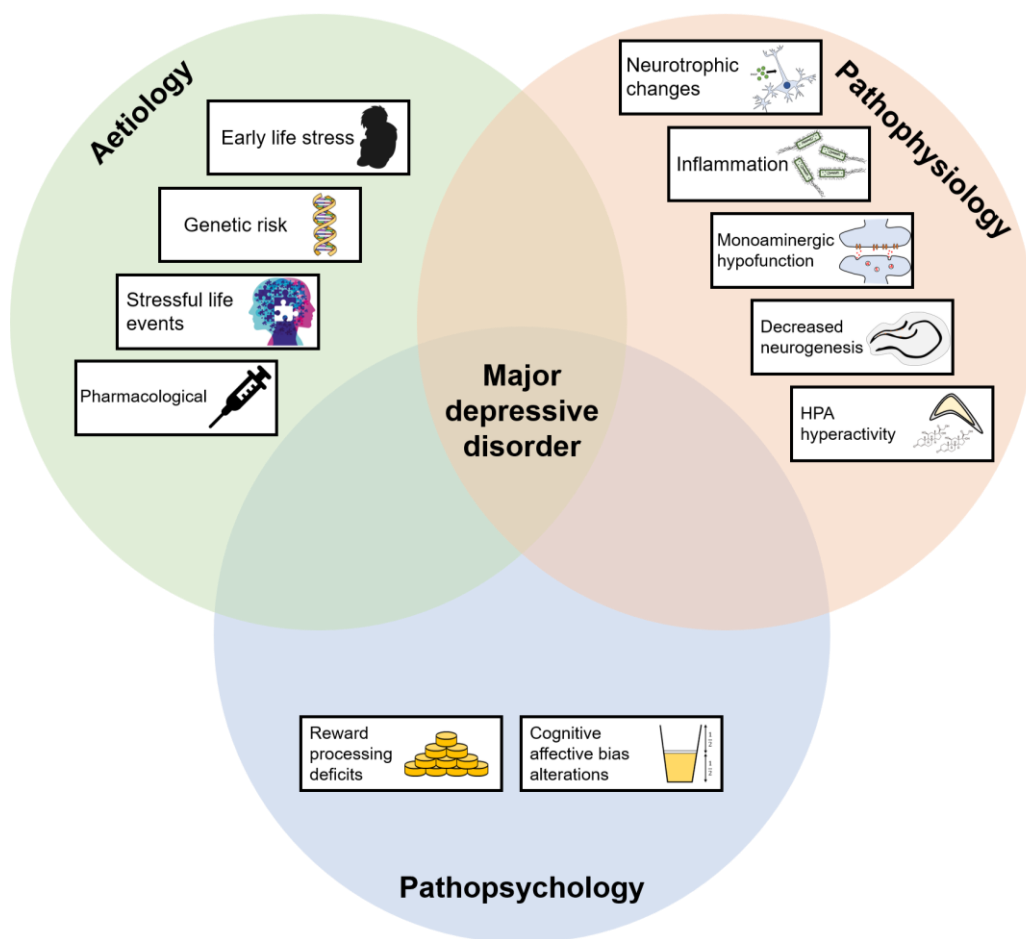 Aetiology
Early life stress
Genetic risk
Stressful life
events
Pharmacological
Pathophysiology
Neurotrophic
changes
Inflammation
Monoaminergic
hypofunction
Decreased
neurogenesis
HPA
hyperactivity
Major
depressive
disorder
Reward
processing
deficits
Cognitive
affective bias
alterations
Pathopsychology